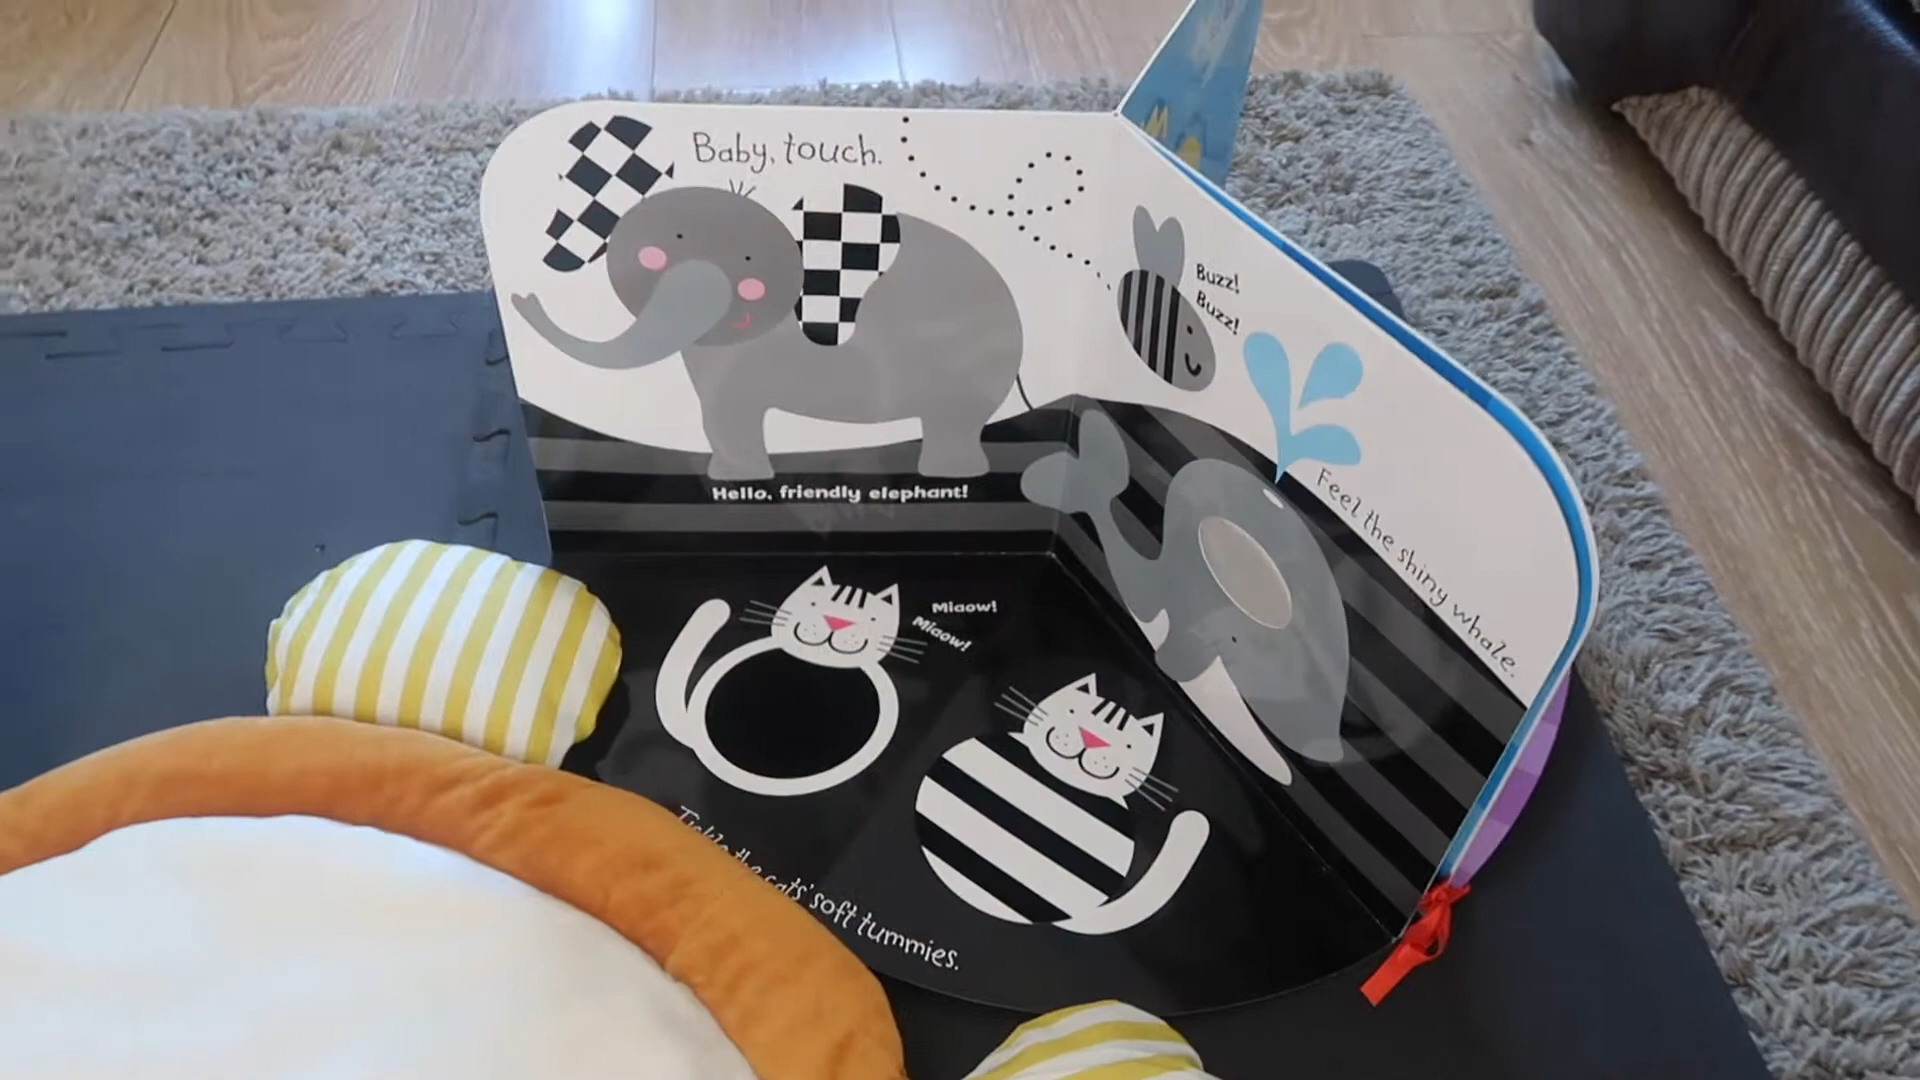 Baby, touch.
Buzz!
Buzz!
Hello, friendly elephant!
Feel the shiny whale.
Miaow!
Miaow!
Tickle the cats' soft tummies.